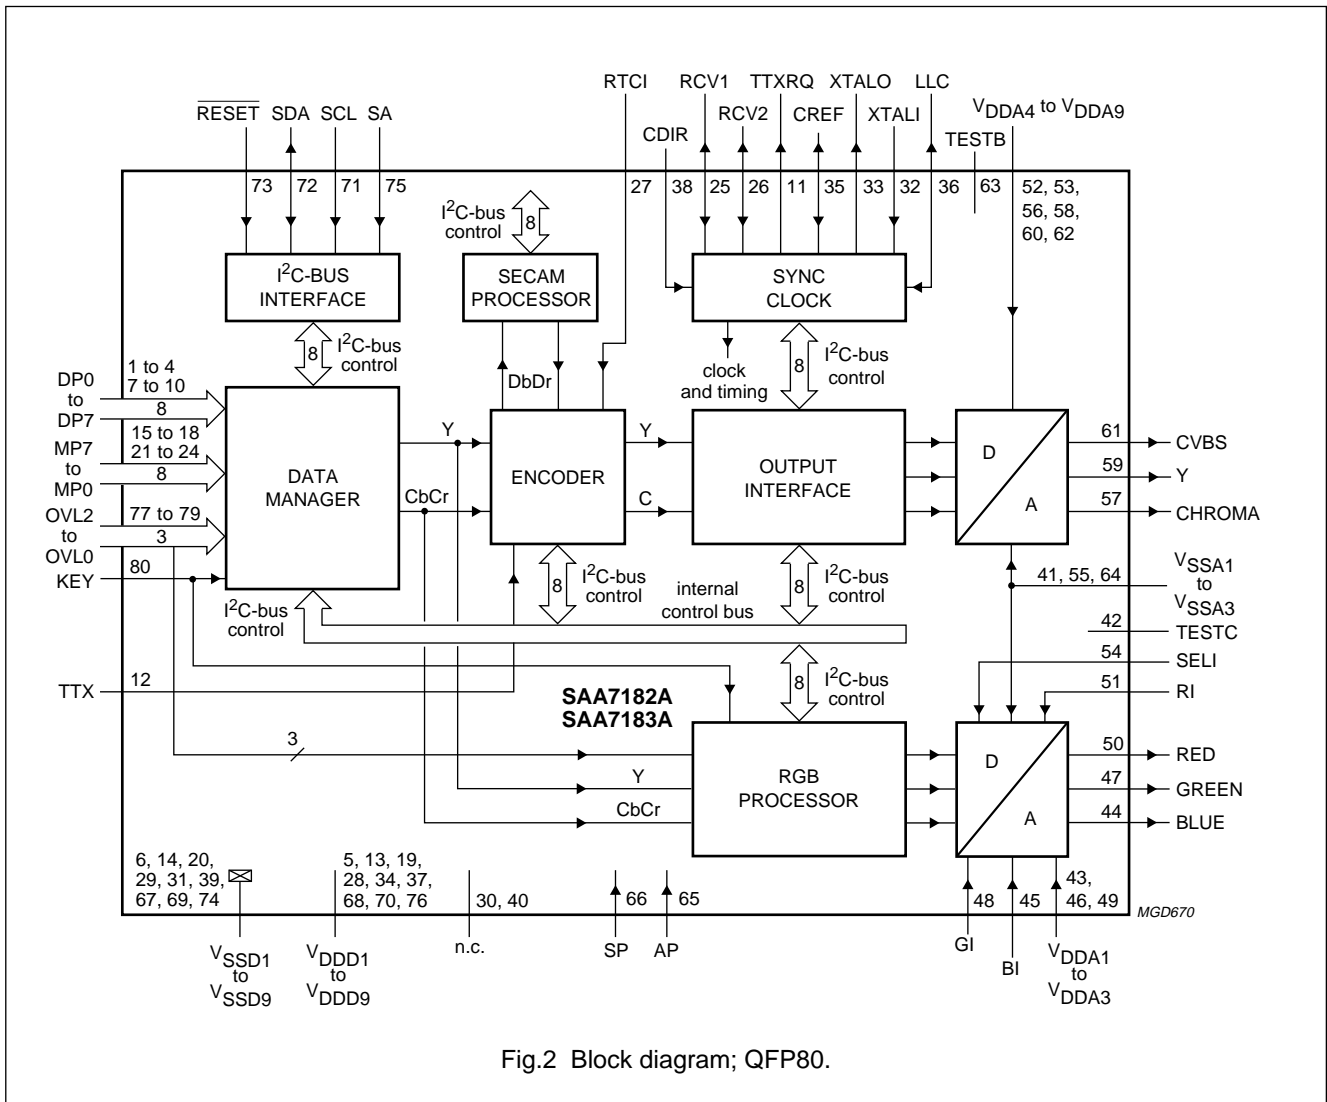 RTCI
RCV1
TTXRQ
XTALO
LLC
RESET
SDA
SCL
SA
CDIR
RCV2
CREF
XTALI
TESTB
VDDA4 to VDDA9
73
72
71
75
27
38
25
26
11
35
33
32
36
63
52, 53,
56, 58,
60, 62
I2C-bus
control
8
I2C-BUS
INTERFACE
SECAM
PROCESSOR
SYNC
CLOCK
8
I2C-bus
control
DbDr
clock
and timing
8
I2C-bus
control
DP0
to
DP7
1 to 4
7 to 10
8
MP7
to
MP0
15 to 18
21 to 24
8
OVL2
to
OVL0
77 to 79
3
KEY
80
DATA
MANAGER
Y
CbCr
ENCODER
Y
C
OUTPUT
INTERFACE
D
A
61
CVBS
59
Y
57
CHROMA
I2C-bus
control
8
I2C-bus
control
internal
control bus
8
I2C-bus
control
41, 55, 64
VSSA1
to
VSSA3
42
TESTC
54
SELI
51
RI
TTX
12
SAA7182A
SAA7183A
8
I2C-bus
control
3
Y
CbCr
RGB
PROCESSOR
D
A
50
RED
47
GREEN
44
BLUE
6, 14, 20,
29, 31, 39,
67, 69, 74
5, 13, 19,
28, 34, 37,
68, 70, 76
30, 40
66
65
48
45
43,
46, 49
MGD670
VSSD1
to
VSSD9
VDDD1
to
VDDD9
n.c.
SP
AP
GI
BI
VDDA1
to
VDDA3
Fig.2 Block diagram; QFP80.